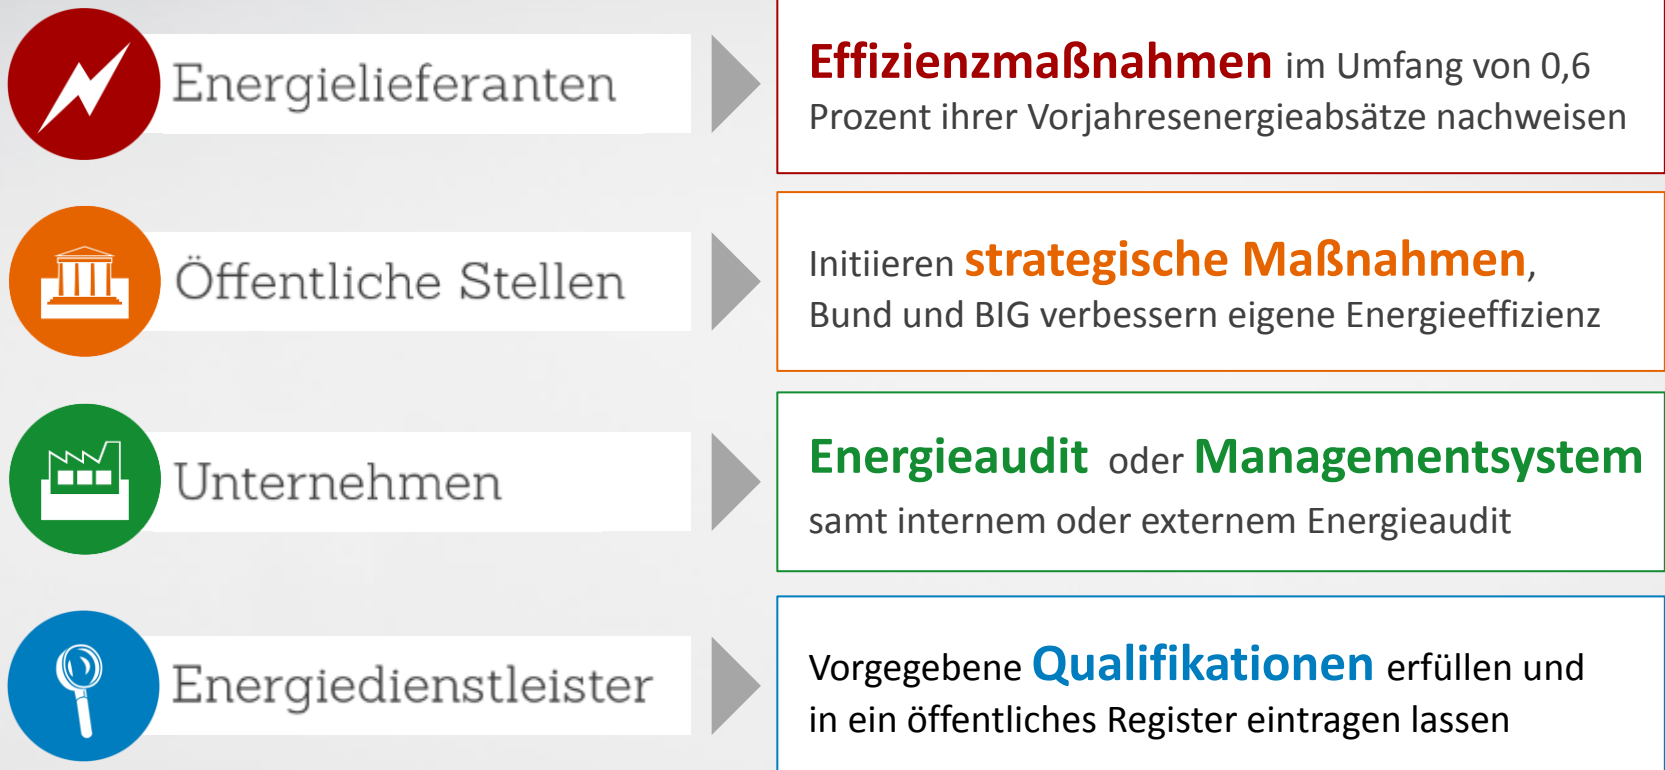 Energielieferanten
Effizienzmaßnahmen im Umfang von 0,6
Prozent ihrer Vorjahresenergieabsätze nachweisen
Öffentliche Stellen
Initiieren strategische Maßnahmen,
Bund und BIG verbessern eigene Energieeffizienz
Unternehmen
Energieaudit oder Managementsystem
samt internem oder externem Energieaudit
Energiedienstleister
Vorgegebene Qualifikationen erfüllen und
in ein öffentliches Register eintragen lassen